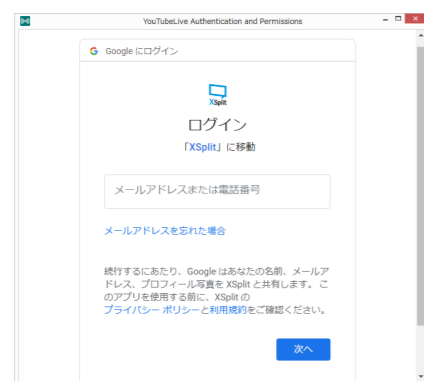 YouTubeLive Authentication and Permissions
Google にログイン
XSplit
ログイン
「XSplit」に移動
メールアドレスまたは電話番号
メールアドレスを忘れた場合
続行するにあたり、Google はあなたの名前、メールア
ドレス、プロフィール写真を XSplit と共有します。こ
のアプリを使用する前に、XSplit の
プライバシー ポリシーと利用規約をご確認ください。
次へ